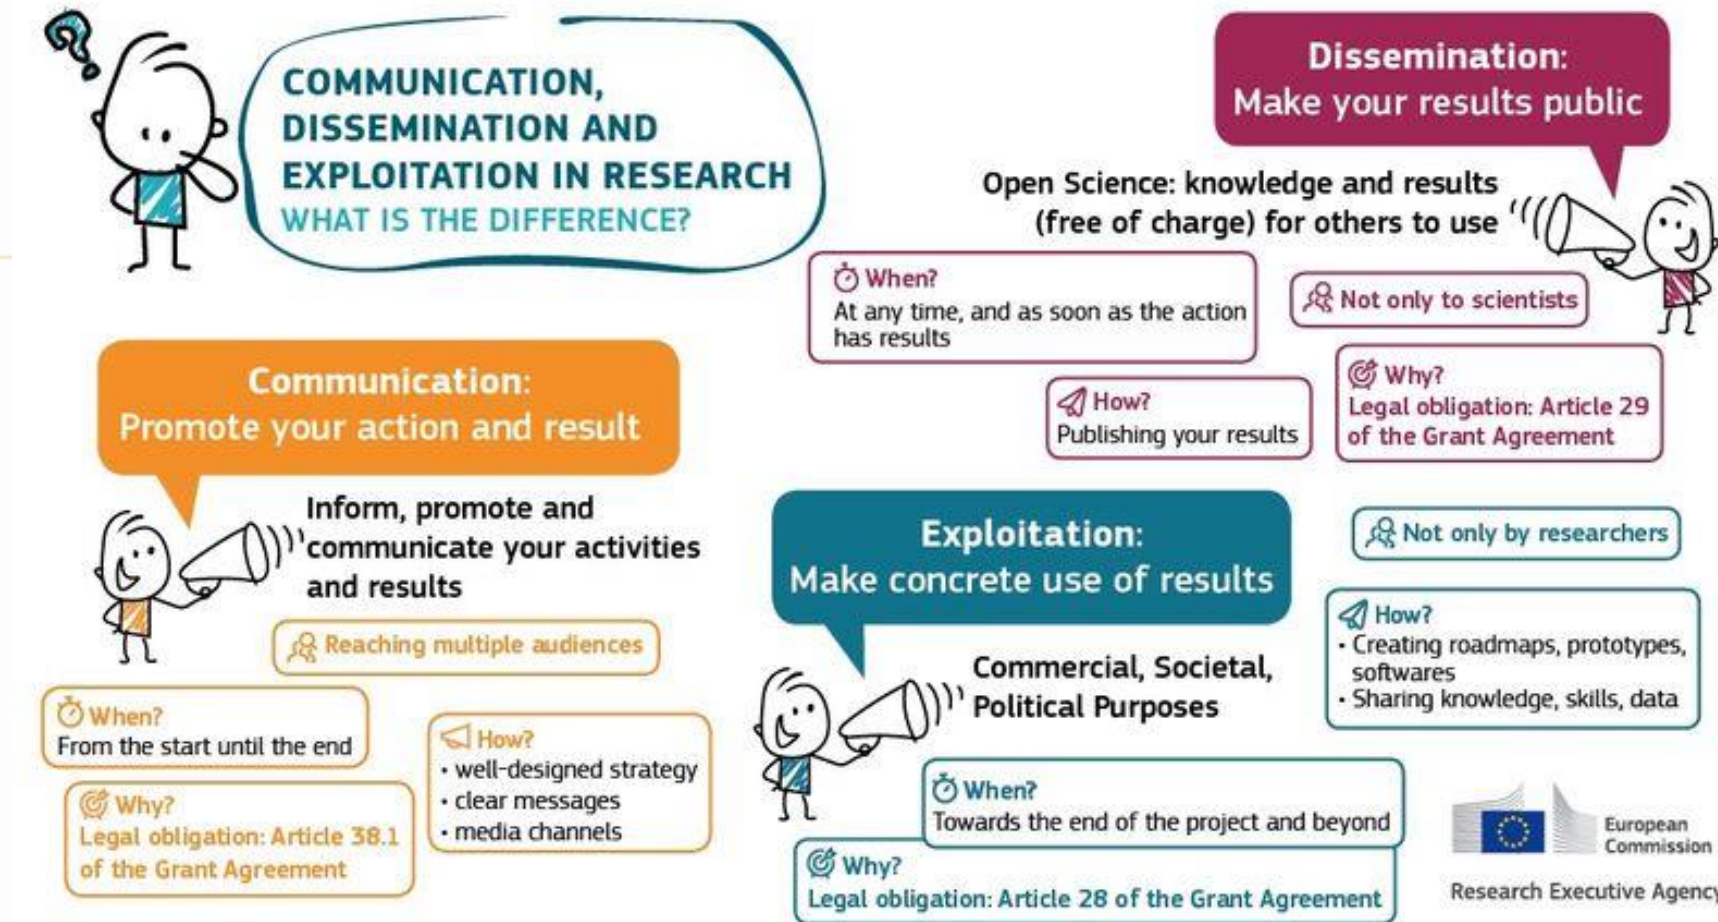 COMMUNICATION,
DISSEMINATION AND
EXPLOITATION IN RESEARCH
WHAT IS THE DIFFERENCE?
Communication:
Promote your action and result
Inform, promote and
communicate your activities
and results
Reaching multiple audiences
When?
From the start until the end
How?
• well-designed strategy
• clear messages
• media channels
Why?
Legal obligation: Article 38.1
of the Grant Agreement
Dissemination:
Make your results public
Open Science: knowledge and results
(free of charge) for others to use
When?
At any time, and as soon as the action
has results
Not only to scientists
How?
Publishing your results
Why?
Legal obligation: Article 29
of the Grant Agreement
Exploitation:
Make concrete use of results
Commercial, Societal,
Political Purposes
Not only by researchers
How?
• Creating roadmaps, prototypes,
softwares
• Sharing knowledge, skills, data
When?
Towards the end of the project and beyond
Why?
Legal obligation: Article 28 of the Grant Agreement
European
Commission
Research Executive Agency